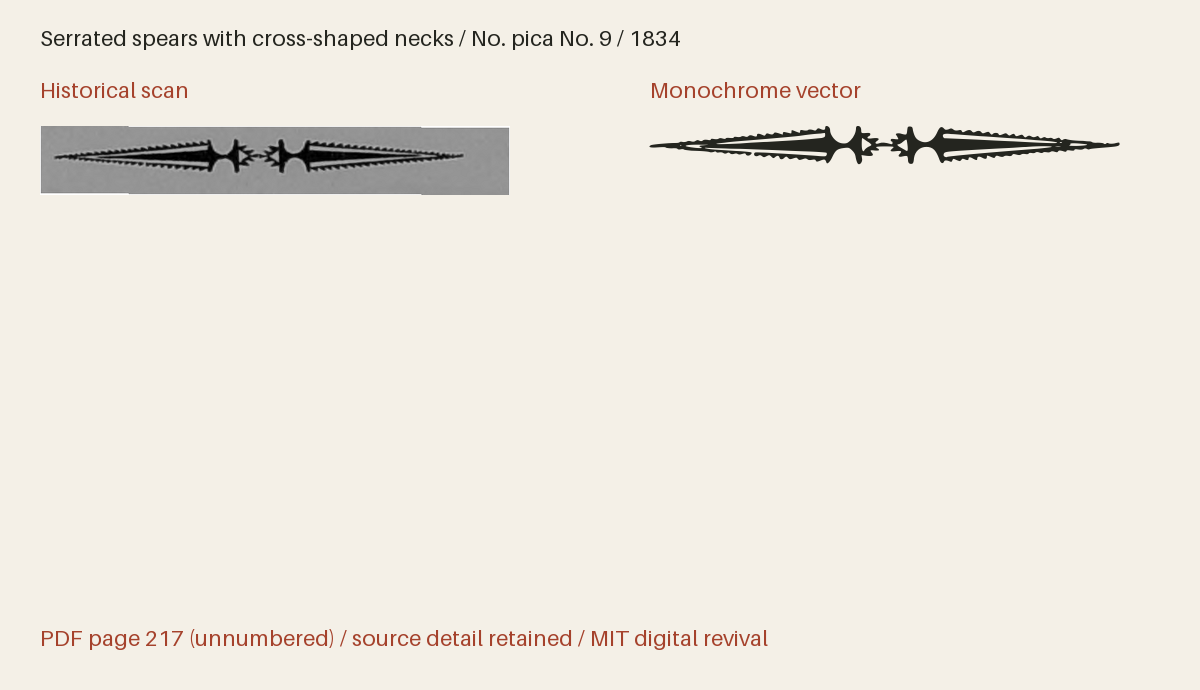 Serrated spears with cross-shaped necks / No. pica No. 9 / 1834
Historical scan
Monochrome vector
PDF page 217 (unnumbered) / source detail retained / MIT digital revival